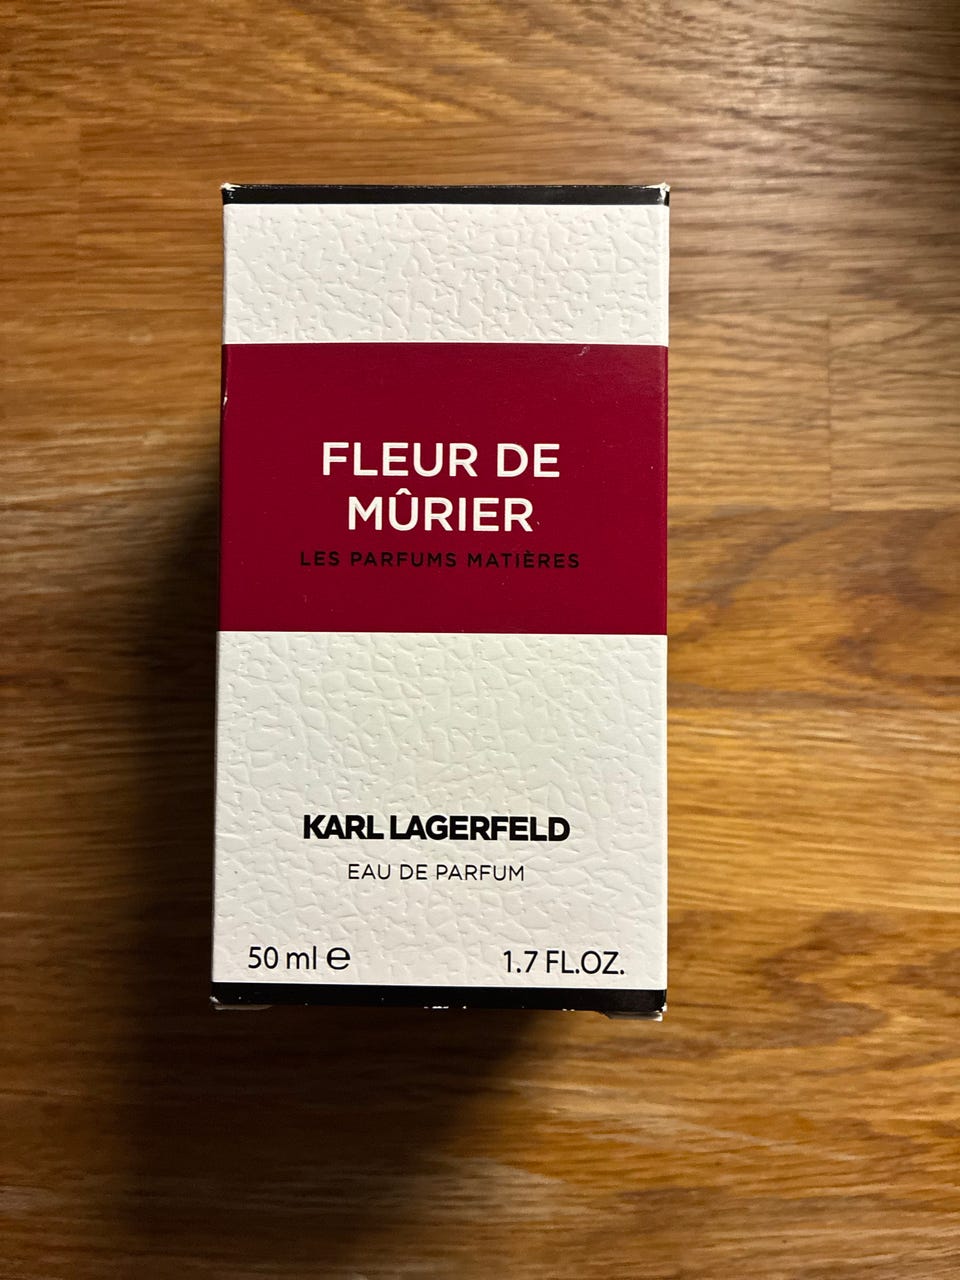 FLEUR DE
MÛRIER
LES PARFUMS MATIÈRES
KARL LAGERFELD
EAU DE PARFUM
50 ml ℮ 1.7 FL.OZ.